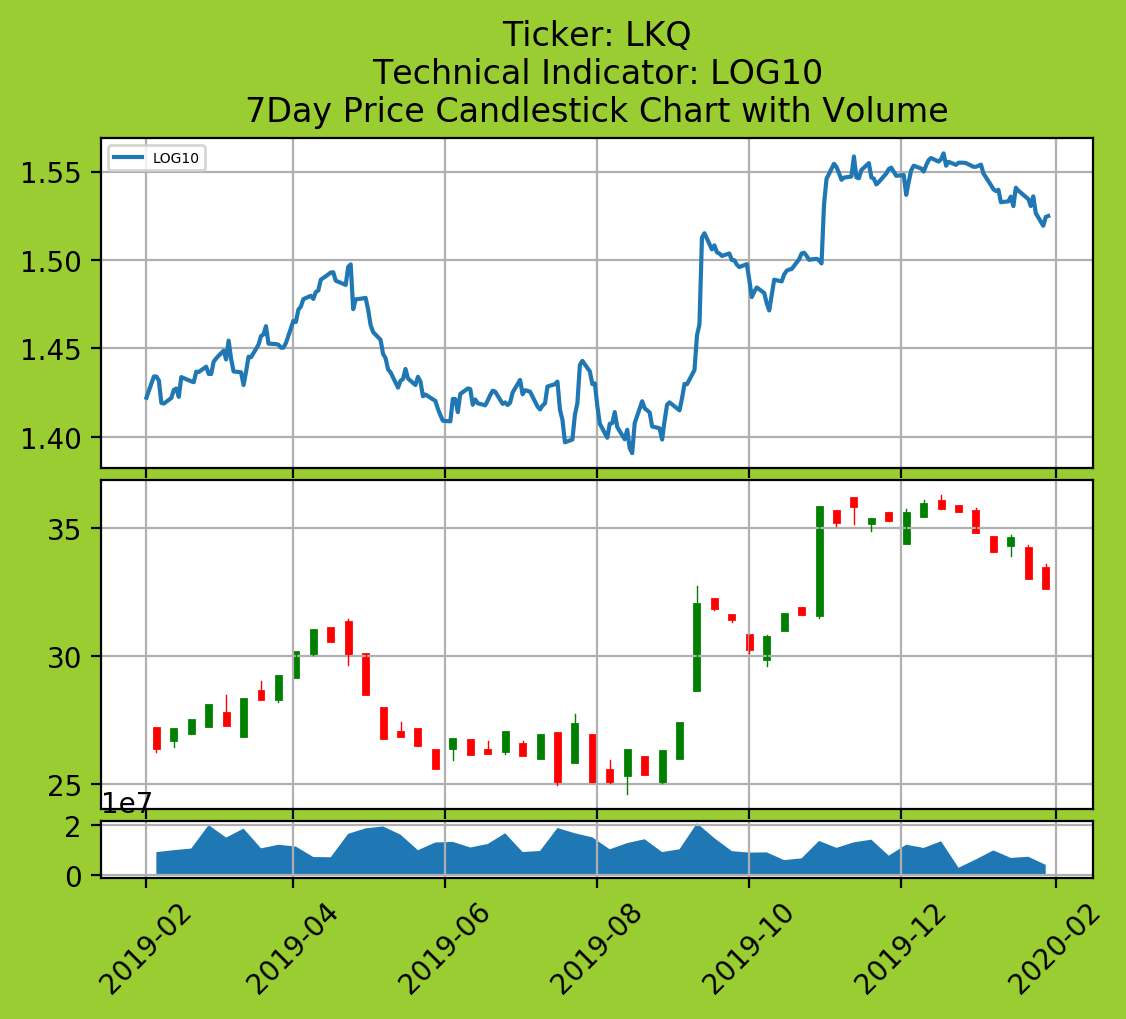 Ticker: LKQ
Technical Indicator: LOG10
7Day Price Candlestick Chart with Volume
LOG10
1.55
1.50
1.45
1.40
35
30
25
1e7
2
0
2019-02 2019-04 2019-06 2019-08 2019-10 2019-12 2020-02